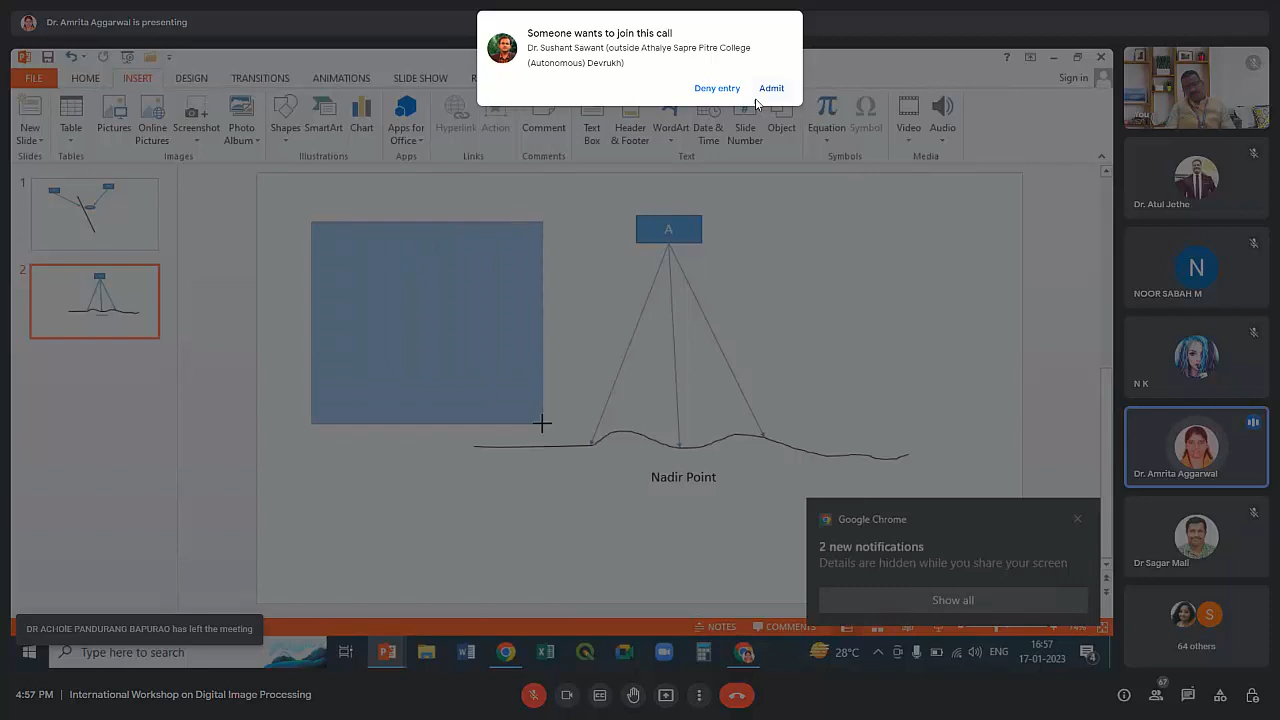 Dr. Amrita Aggarwal is presenting
Someone wants to join this call
Dr. Sushant Sawant (outside Athalye Sapre Pitre College
(Autonomous) Devrukh)
Deny entry
Admit
Sign in
FILE
HOME
INSERT
DESIGN
TRANSITIONS
ANIMATIONS
SLIDE SHOW
New
Slide
Table
Pictures
Online
Pictures
Screenshot
Photo
Album
Shapes
SmartArt
Chart
Apps for
Office
Hyperlink
Action
Comment
Text
Box
Header
& Footer
WordArt
Date &
Time
Slide
Number
Object
Equation
Symbol
Video
Audio
Slides
Tables
Images
Illustrations
Apps
Links
Comments
Text
Symbols
Media
1
2
A
Nadir Point
Dr. Atul Jethe
N
NOOR SABAH M
N K
Dr. Amrita Aggarwal
Dr Sagar Mali
S
64 others
Google Chrome
2 new notifications
Details are hidden while you share your screen
Show all
DR ACHOLE PANDURANG BAPURAO has left the meeting
NOTES
COMMENTS
Type here to search
28°C
ENG
16:57
17-01-2023
4
4:57 PM | International Workshop on Digital Image Processing
67